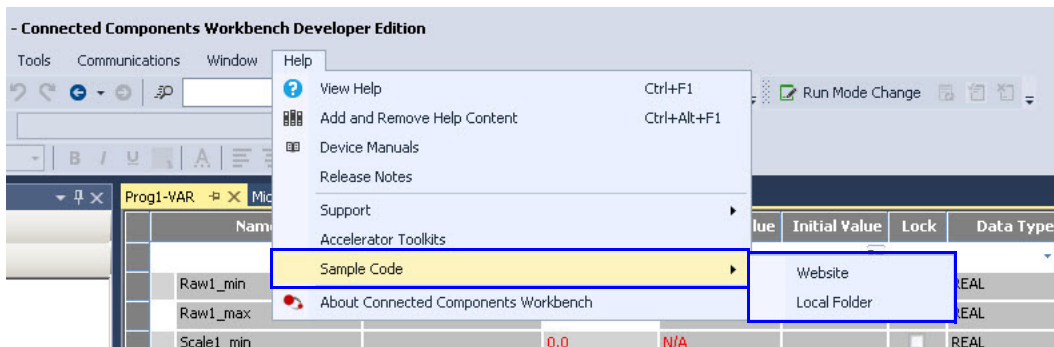 - Connected Components Workbench Developer Edition
Tools Communications Window Help
View Help Ctrl+F1
Run Mode Change
Add and Remove Help Content Ctrl+Alt+F1
Device Manuals
B I U A
Release Notes
Prog1-VAR
Support
Initial Value Lock Data Type
Accelerator Toolkits
Sample Code
Website
Raw1_min REAL
About Connected Components Workbench
Local Folder
Raw1_max REAL
Scale1_min 0.0 N/A REAL